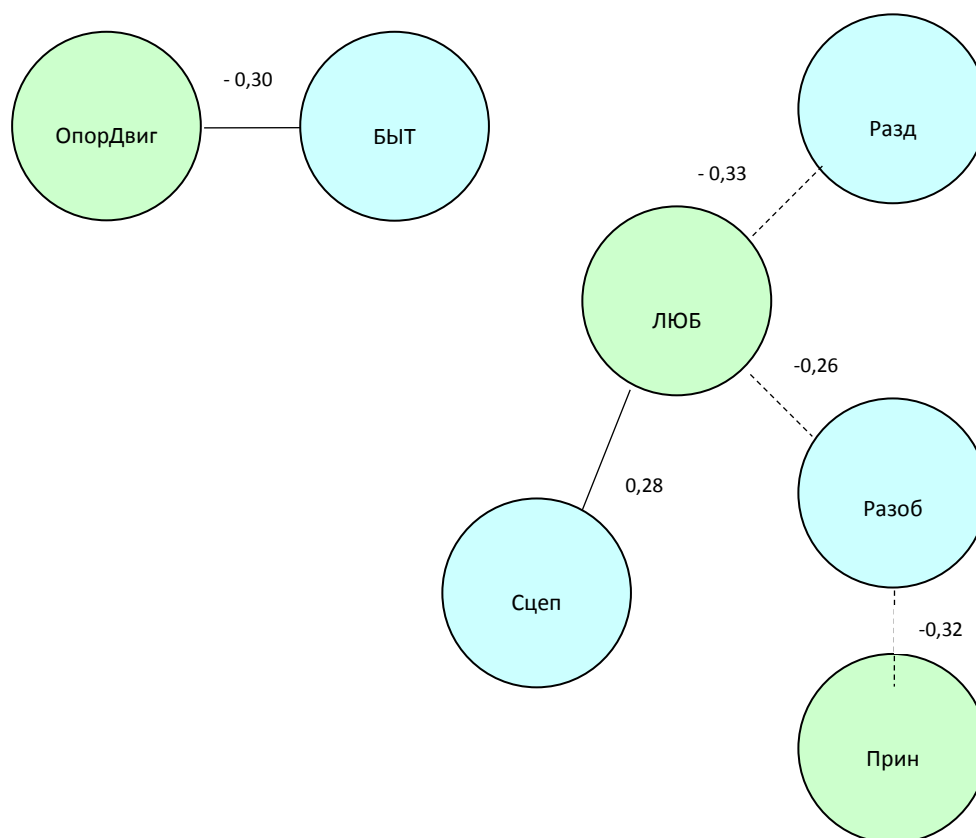 - 0,30
ОпорДвиг
БЫТ
Разд
- 0,33
ЛЮБ
-0,26
0,28
Разоб
Сцеп
-0,32
Прин